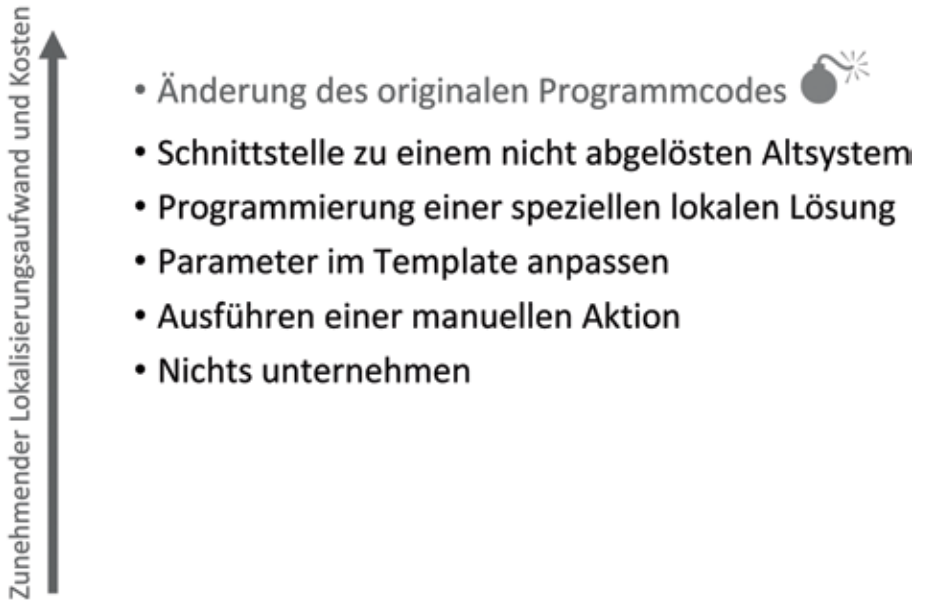 Zunehmender Lokalisierungsaufwand und Kosten
• Änderung des originalen Programmcodes
• Schnittstelle zu einem nicht abgelösten Altsystem
• Programmierung einer speziellen lokalen Lösung
• Parameter im Template anpassen
• Ausführen einer manuellen Aktion
• Nichts unternehmen